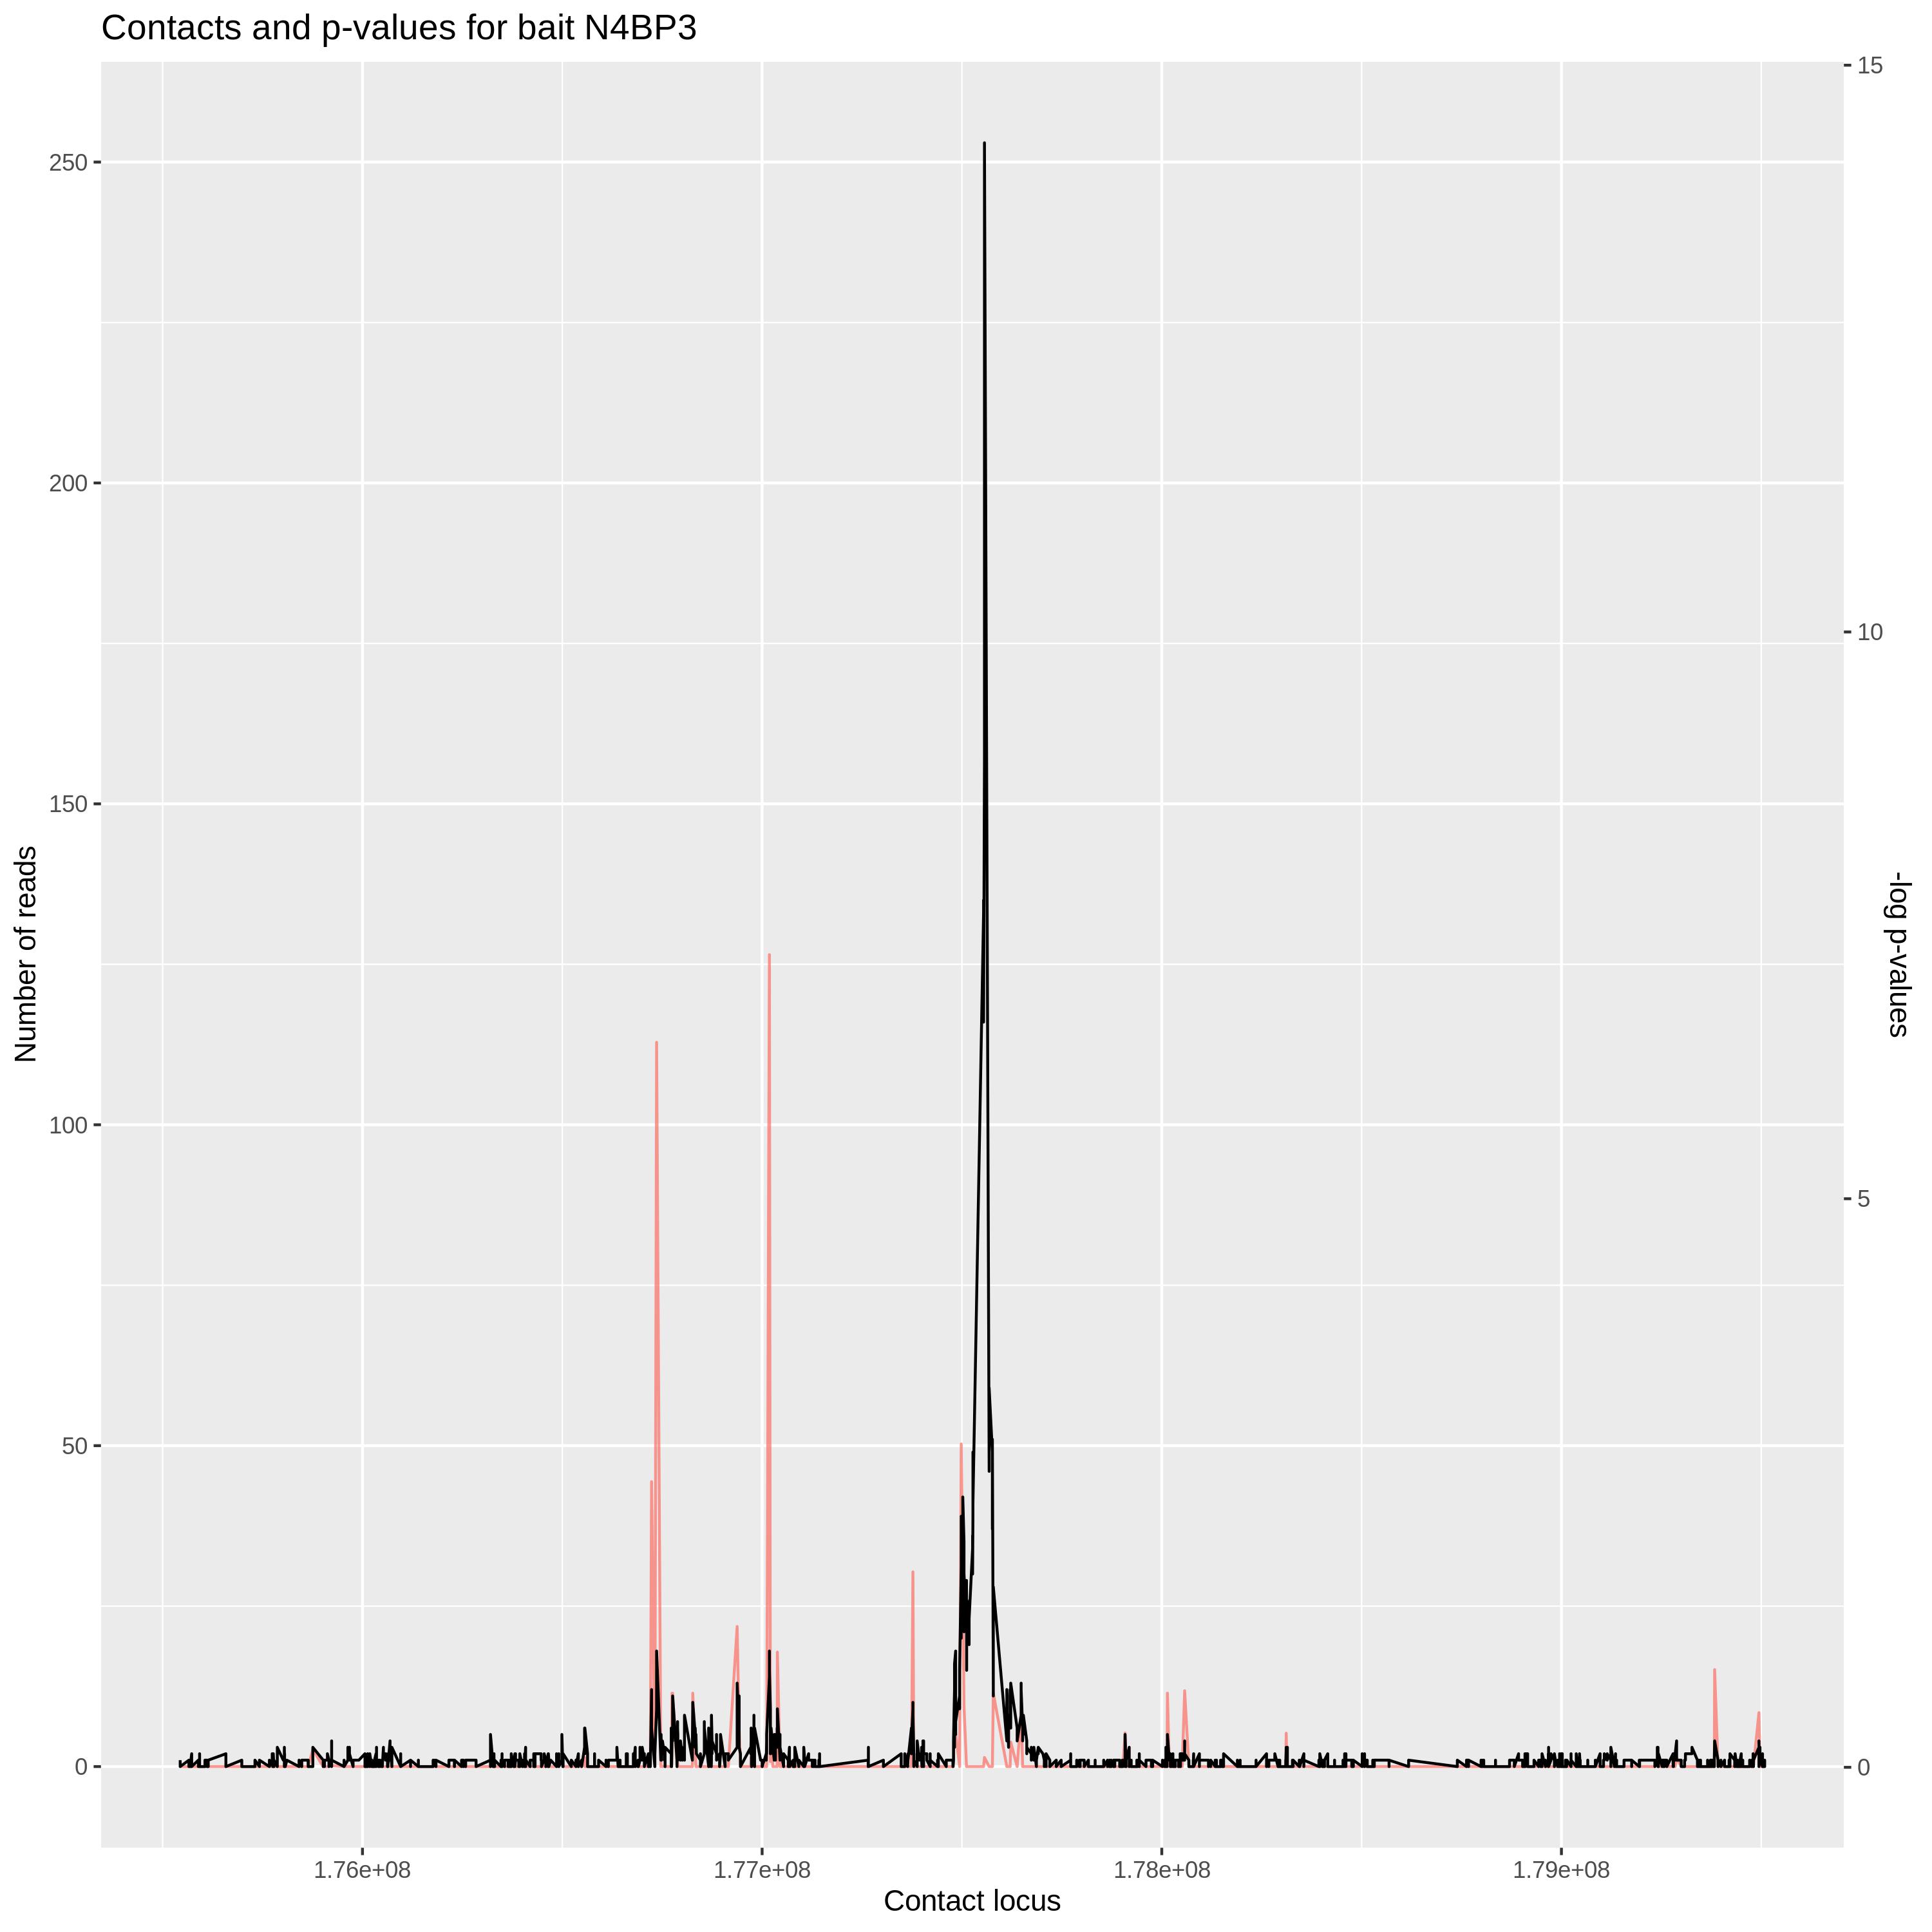 Contacts and p-values for bait N4BP3
250
200
150
100
50
0
Number of reads
15
10
5
0
-log p-values
1.76e+08
1.77e+08
1.78e+08
1.79e+08
Contact locus